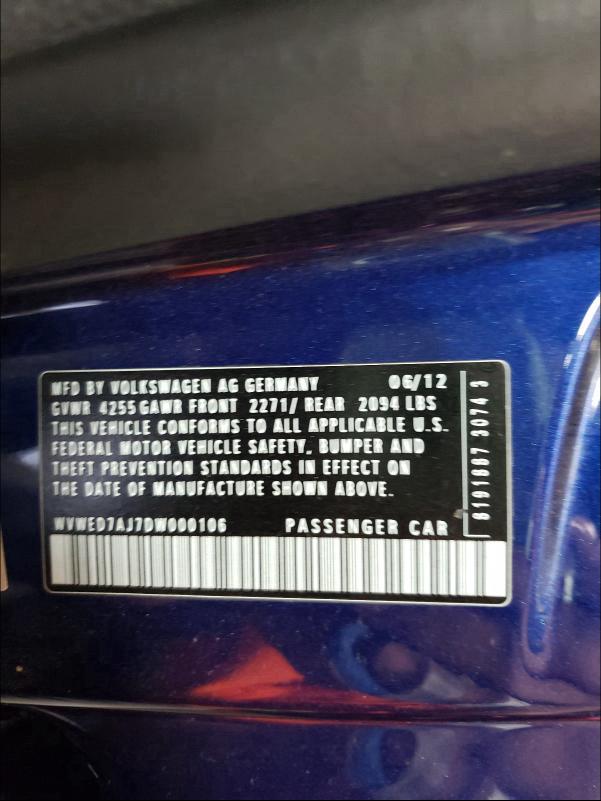 MFD BY VOLKSWAGEN AG GERMANY 06/12
GVWR 4255 GAWR FRONT 2271/ REAR 2094 LBS
THIS VEHICLE CONFORMS TO ALL APPLICABLE U.S.
FEDERAL MOTOR VEHICLE SAFETY, BUMPER AND
THEFT PREVENTION STANDARDS IN EFFECT ON
THE DATE OF MANUFACTURE SHOWN ABOVE.
WVWED7AJ7DW000106 PASSENGER CAR